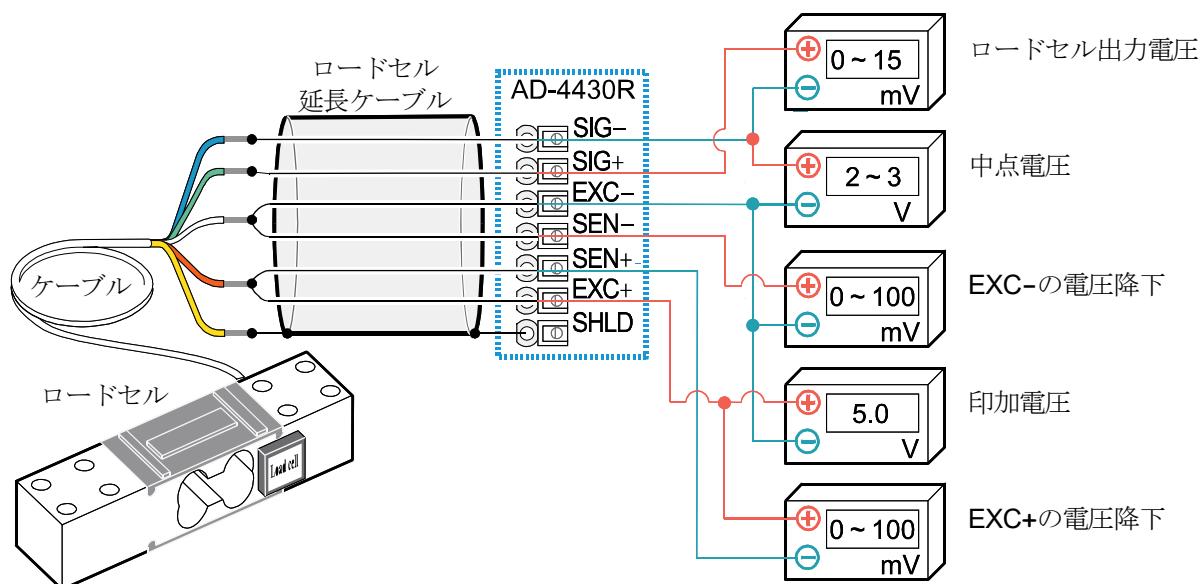 ロードセル
延長ケーブル
AD-4430R
SIG−
SIG+
EXC−
SEN−
SEN+
EXC+
SHLD
ケーブル
ロードセル
Load cell
+
0~15
−
mV
ロードセル出力電圧
+
2~3
−
V
中点電圧
+
0~100
−
mV
EXC−の電圧降下
+
5.0
−
V
印加電圧
+
0~100
−
mV
EXC+の電圧降下